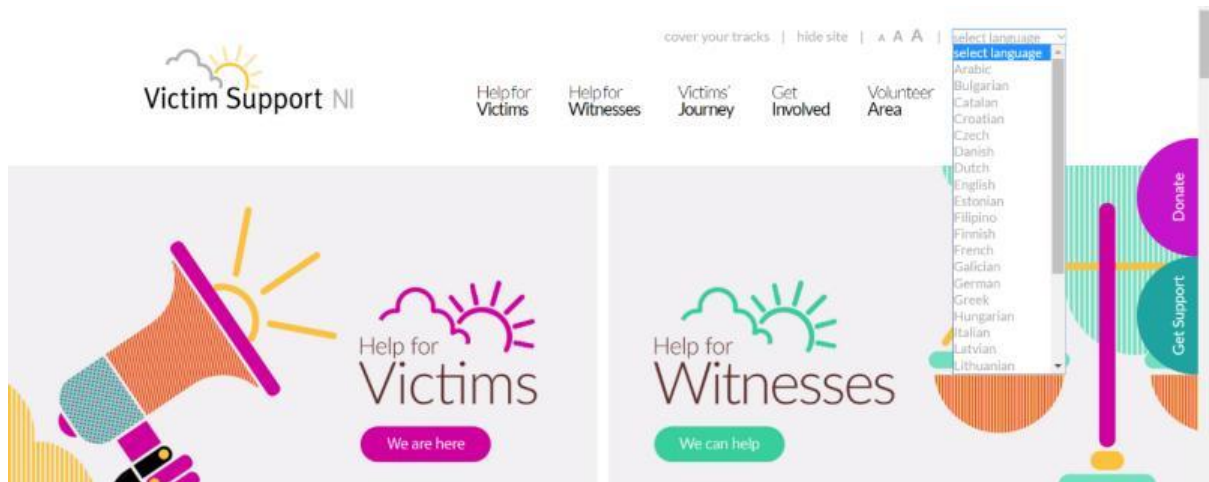 cover your tracks | hide site | A A A | select language
Victim Support NI
Help for Victims
Help for Witnesses
Victims' Journey
Get Involved
Volunteer Area
select language
Arabic
Bulgarian
Catalan
Croatian
Czech
Danish
Dutch
English
Estonian
Filipino
Finnish
French
Galician
German
Greek
Hungarian
Italian
Latvian
Lithuanian
Donate
Get Support
Help for
Victims
We are here
Help for
Witnesses
We can help